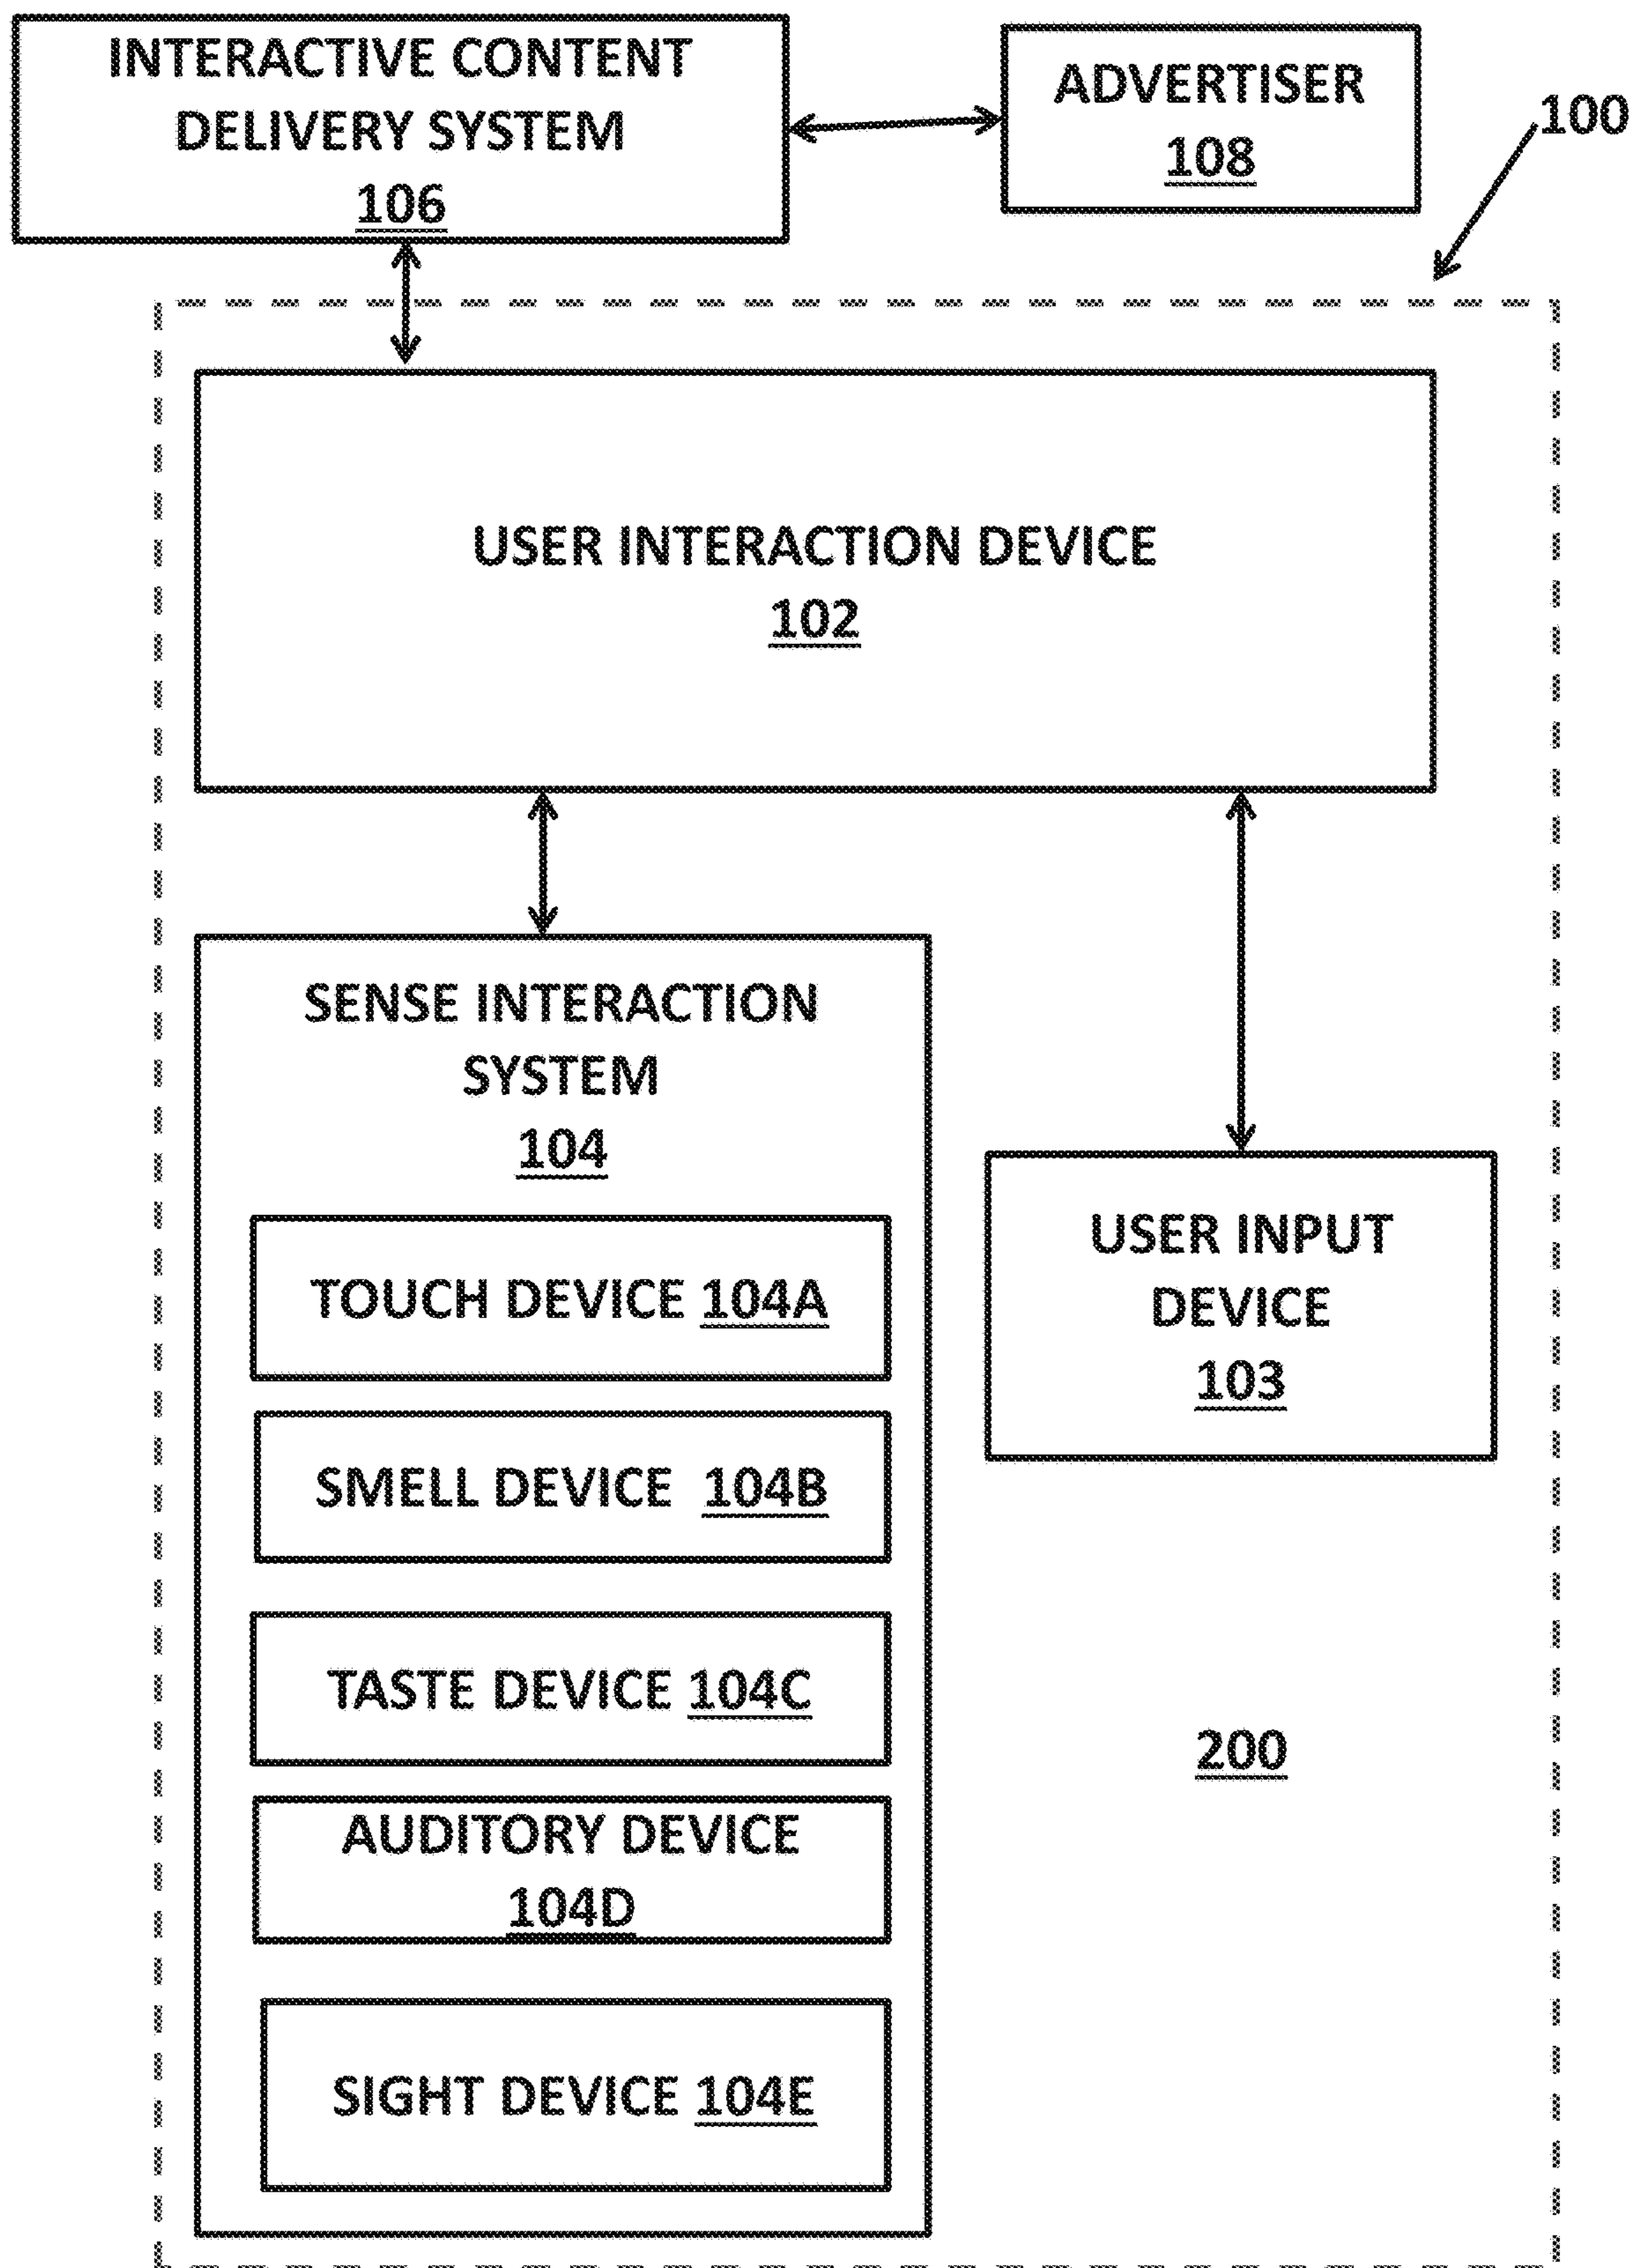 INTERACTIVE CONTENT
DELIVERY SYSTEM
106
ADVERTISER
108
100
USER INTERACTION DEVICE
102
SENSE INTERACTION
SYSTEM
104
TOUCH DEVICE 104A
SMELL DEVICE 104B
TASTE DEVICE 104C
AUDITORY DEVICE
104D
SIGHT DEVICE 104E
USER INPUT
DEVICE
103
200